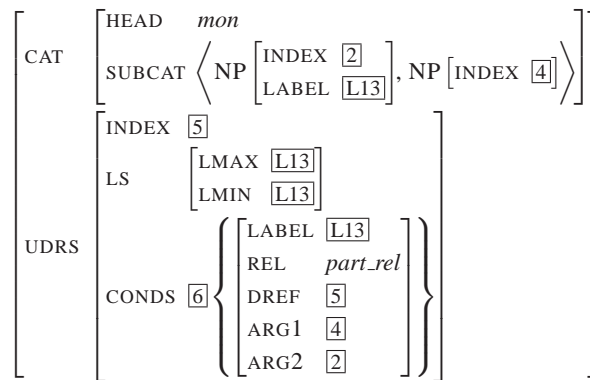 HEAD mon
CAT
SUBCAT ⟨NP [INDEX 2, NP [INDEX 4]⟩
LABEL L13]
INDEX 5
LS [LMAX L13
LMIN L13]
LABEL L13
REL part_rel
UDRS
CONDS 6 { DREF 5 }
ARG1 4
ARG2 2